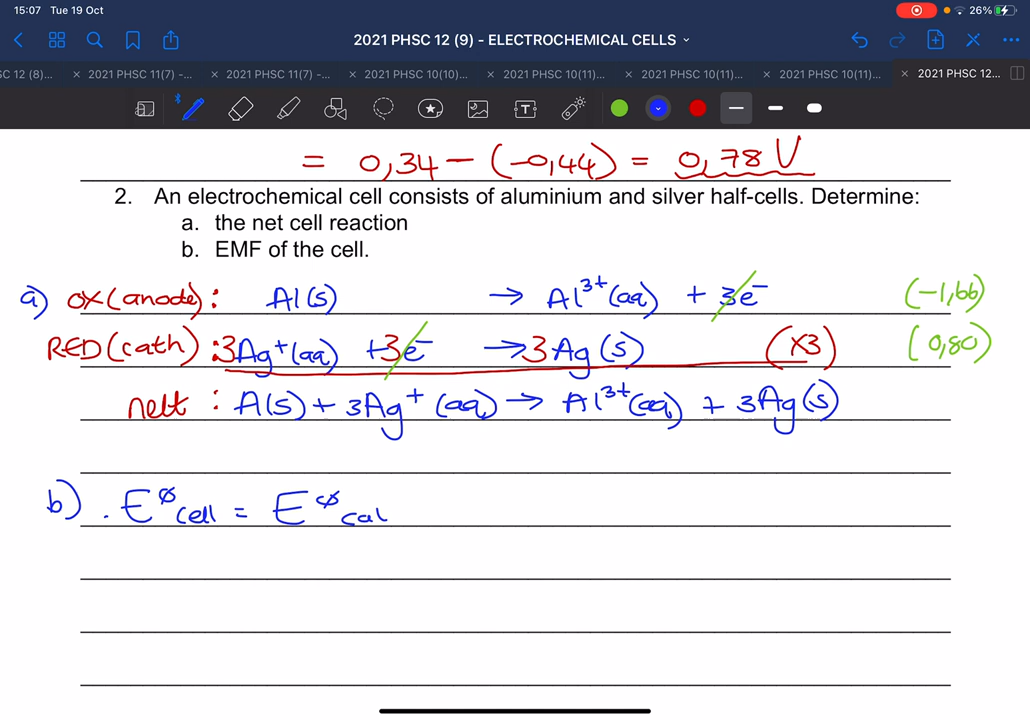 15:07 Tue 19 Oct
26%
2021 PHSC 12 (9) - ELECTROCHEMICAL CELLS
SC 12 (8)... × 2021 PHSC 11(7) -... × 2021 PHSC 11(7) -... × 2021 PHSC 10(10)... × 2021 PHSC 10(11)... × 2021 PHSC 10(11)... × 2021 PHSC 10(11)... × 2021 PHSC 12...
= 0,34 - (-0,44) = 0,78 V
2. An electrochemical cell consists of aluminium and silver half-cells. Determine:
a. the net cell reaction
b. EMF of the cell.
a) OX (anode) : Al(s) → Al³⁺(aq) + 3e⁻ (-1,66)
RED (cath) : 3Ag⁺(aq) + 3e⁻ → 3Ag(s) (×3) (0,80)
nett : Al(s) + 3Ag⁺(aq) → Al³⁺(aq) + 3Ag(s)
b) . E°cell = E°cal